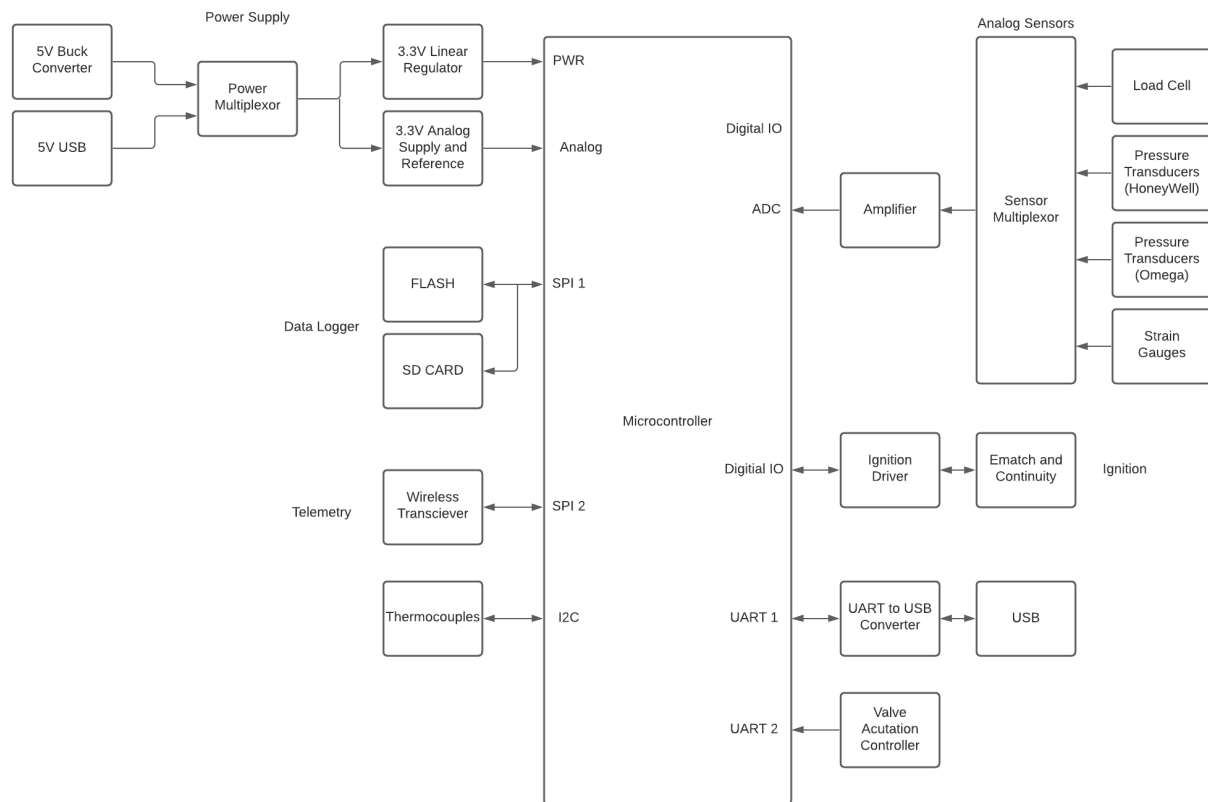 Power Supply
5V Buck
Converter
5V USB
Power
Multiplexor
3.3V Linear
Regulator
3.3V Analog
Supply and
Reference
PWR
Analog
Data Logger
FLASH
SD CARD
SPI 1
Telemetry
Wireless
Transciever
SPI 2
Thermocouples
I2C
Microcontroller
Digital IO
ADC
Digitial IO
UART 1
UART 2
Amplifier
Analog Sensors
Sensor
Multiplexor
Load Cell
Pressure
Transducers
(HoneyWell)
Pressure
Transducers
(Omega)
Strain
Gauges
Ignition
Driver
Ematch and
Continuity
Ignition
UART to USB
Converter
USB
Valve
Acutation
Controller